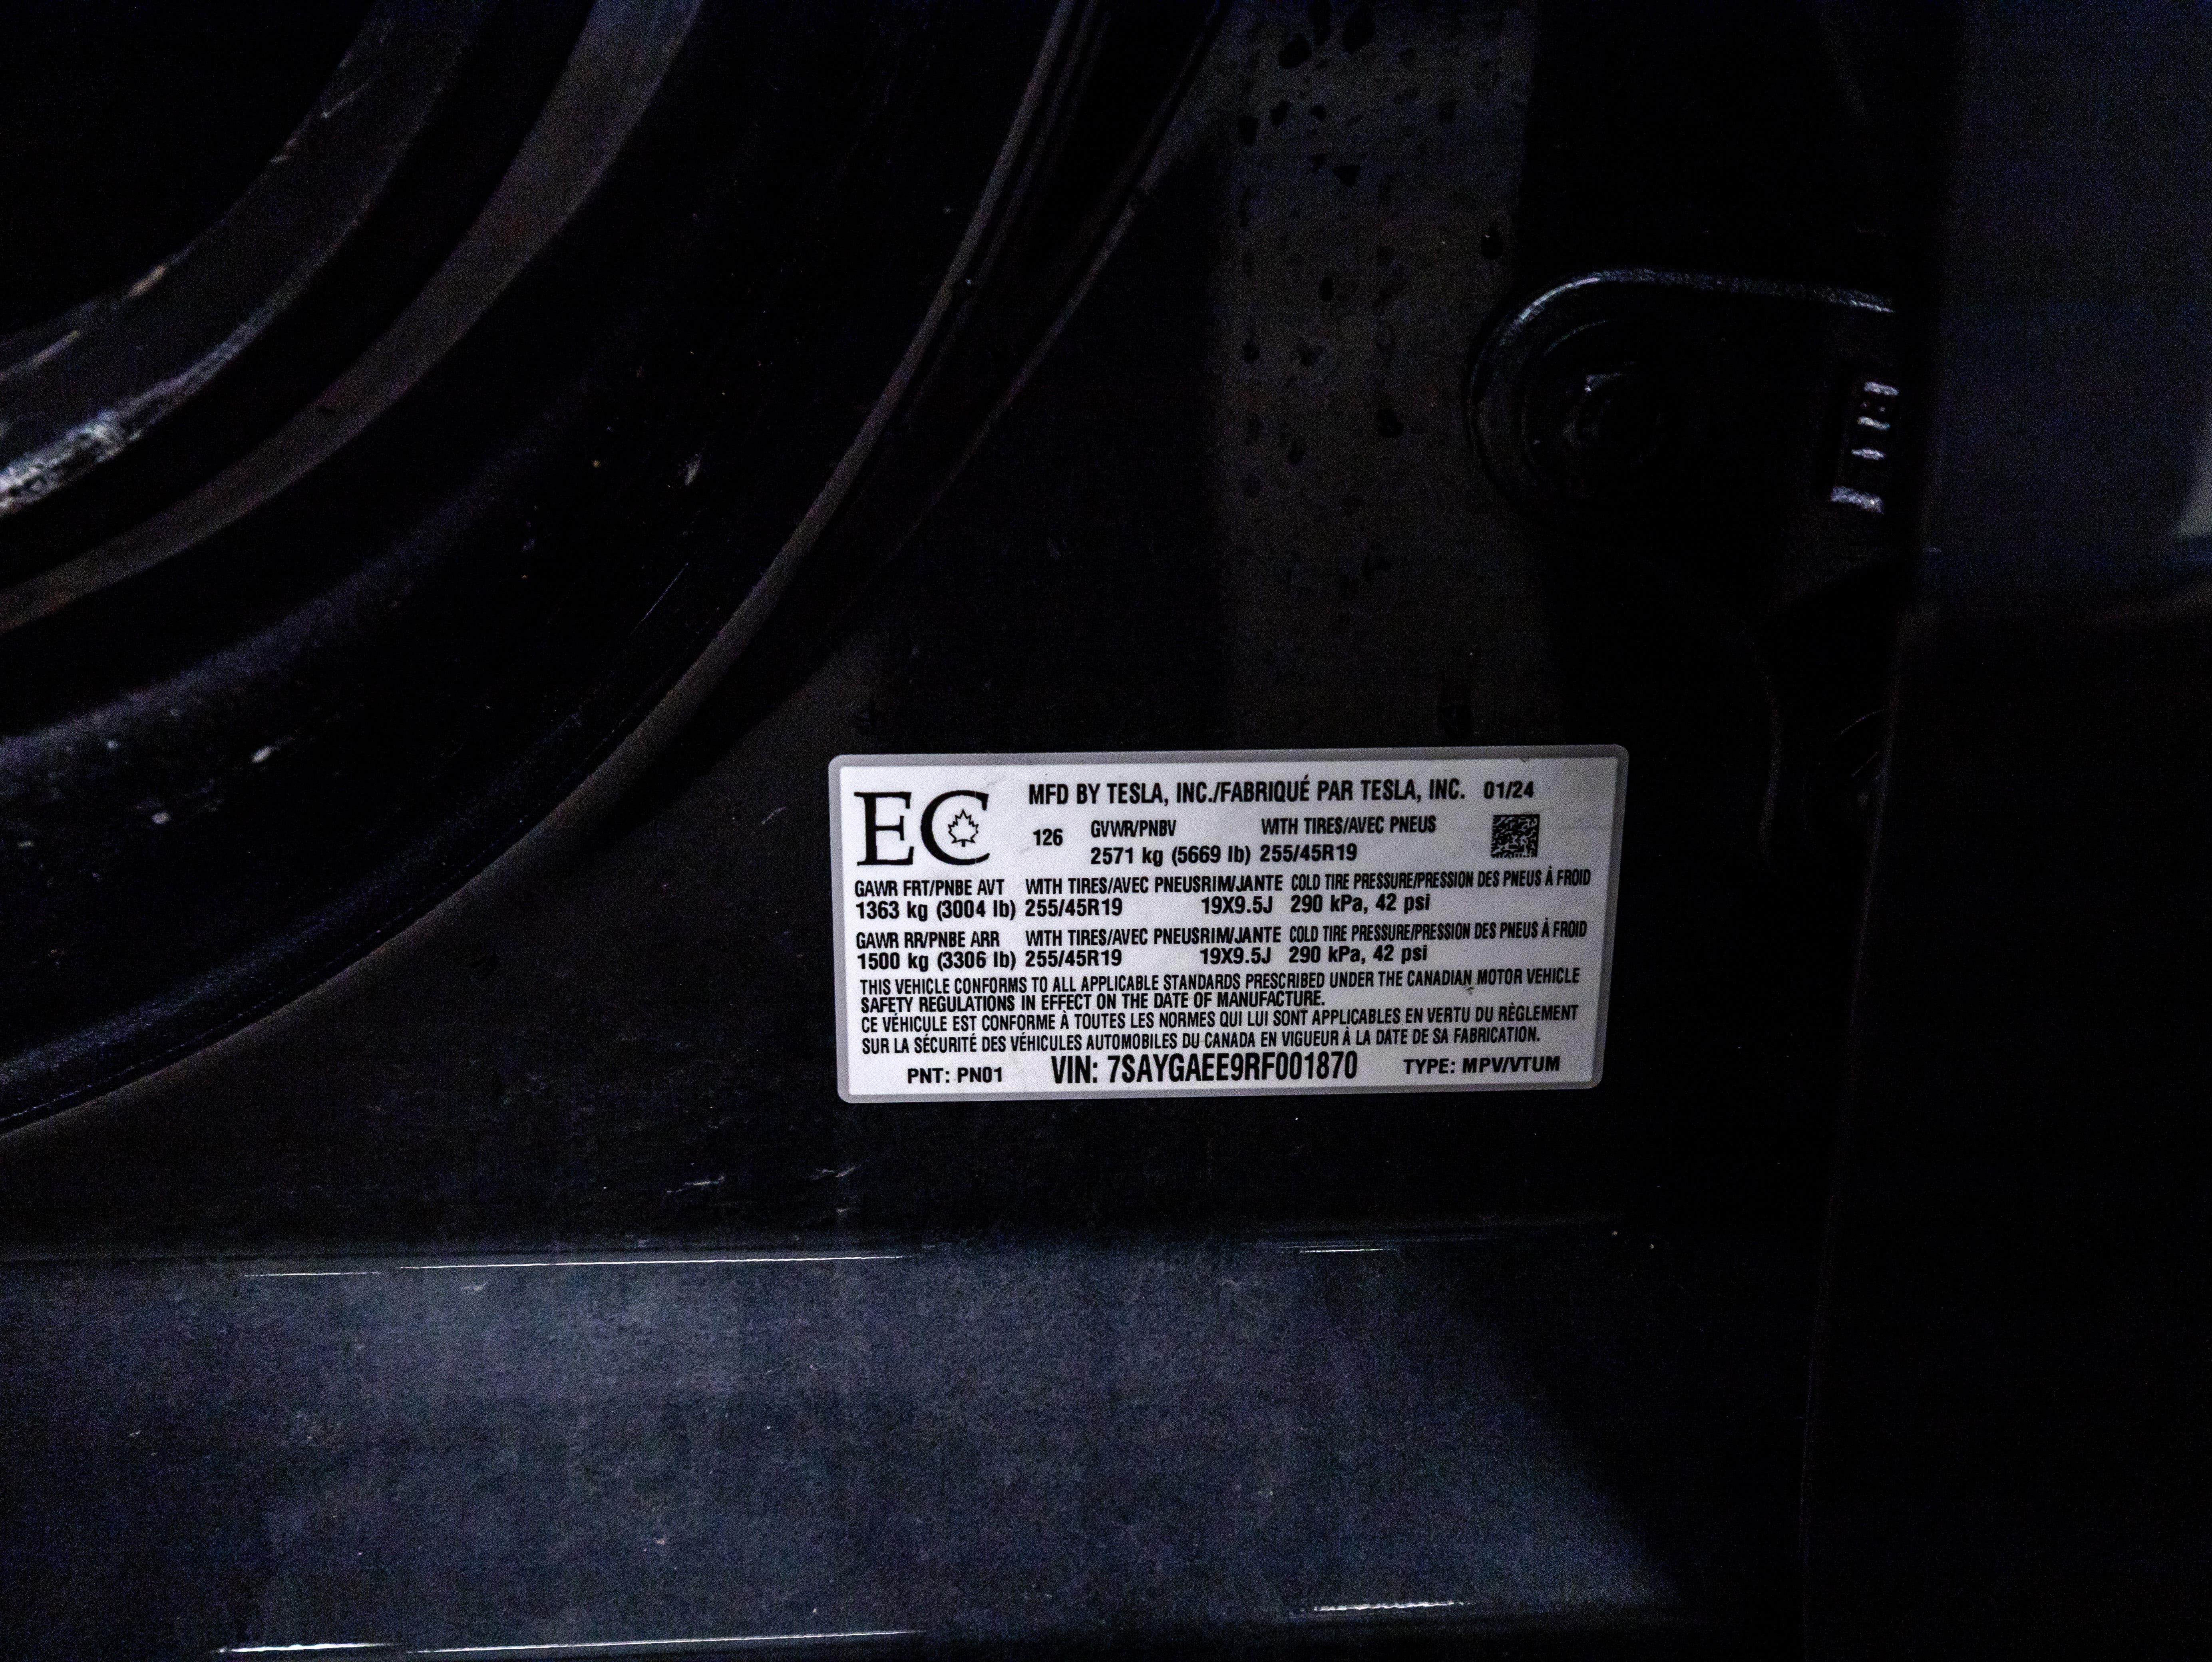 EC
MFD BY TESLA, INC./FABRIQUÉ PAR TESLA, INC. 01/24
126 GVWR/PNBV WITH TIRES/AVEC PNEUS
2571 kg (5669 lb) 255/45R19
GAWR FRT/PNBE AVT WITH TIRES/AVEC PNEUS RIM/JANTE COLD TIRE PRESSURE/PRESSION DES PNEUS À FROID
1363 kg (3004 lb) 255/45R19 19X9.5J 290 kPa, 42 psi
GAWR RR/PNBE ARR WITH TIRES/AVEC PNEUS RIM/JANTE COLD TIRE PRESSURE/PRESSION DES PNEUS À FROID
1500 kg (3306 lb) 255/45R19 19X9.5J 290 kPa, 42 psi
THIS VEHICLE CONFORMS TO ALL APPLICABLE STANDARDS PRESCRIBED UNDER THE CANADIAN MOTOR VEHICLE
SAFETY REGULATIONS IN EFFECT ON THE DATE OF MANUFACTURE.
CE VÉHICULE EST CONFORME À TOUTES LES NORMES QUI LUI SONT APPLICABLES EN VERTU DU RÈGLEMENT
SUR LA SÉCURITÉ DES VÉHICULES AUTOMOBILES DU CANADA EN VIGUEUR À LA DATE DE SA FABRICATION.
PNT: PN01 VIN: 7SAYGAEE9RF001870 TYPE: MPV/VTUM